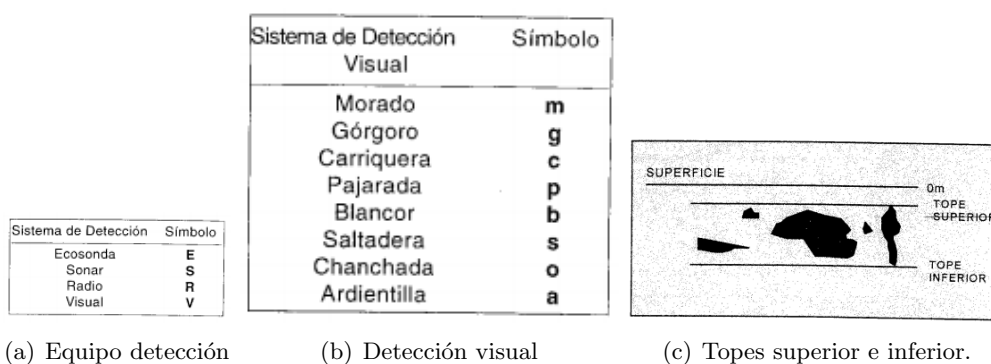 Sistema de Detección Símbolo
Ecosonda E
Sonar S
Radio R
Visual V
(a) Equipo detección
Sistema de Detección Símbolo
Visual
Morado m
Górgoro g
Carriquera c
Pajarada p
Blancor b
Saltadera s
Chanchada o
Ardientilla a
(b) Detección visual
SUPERFICIE
0m
TOPE
SUPERIOR
TOPE
INFERIOR
(c) Topes superior e inferior.